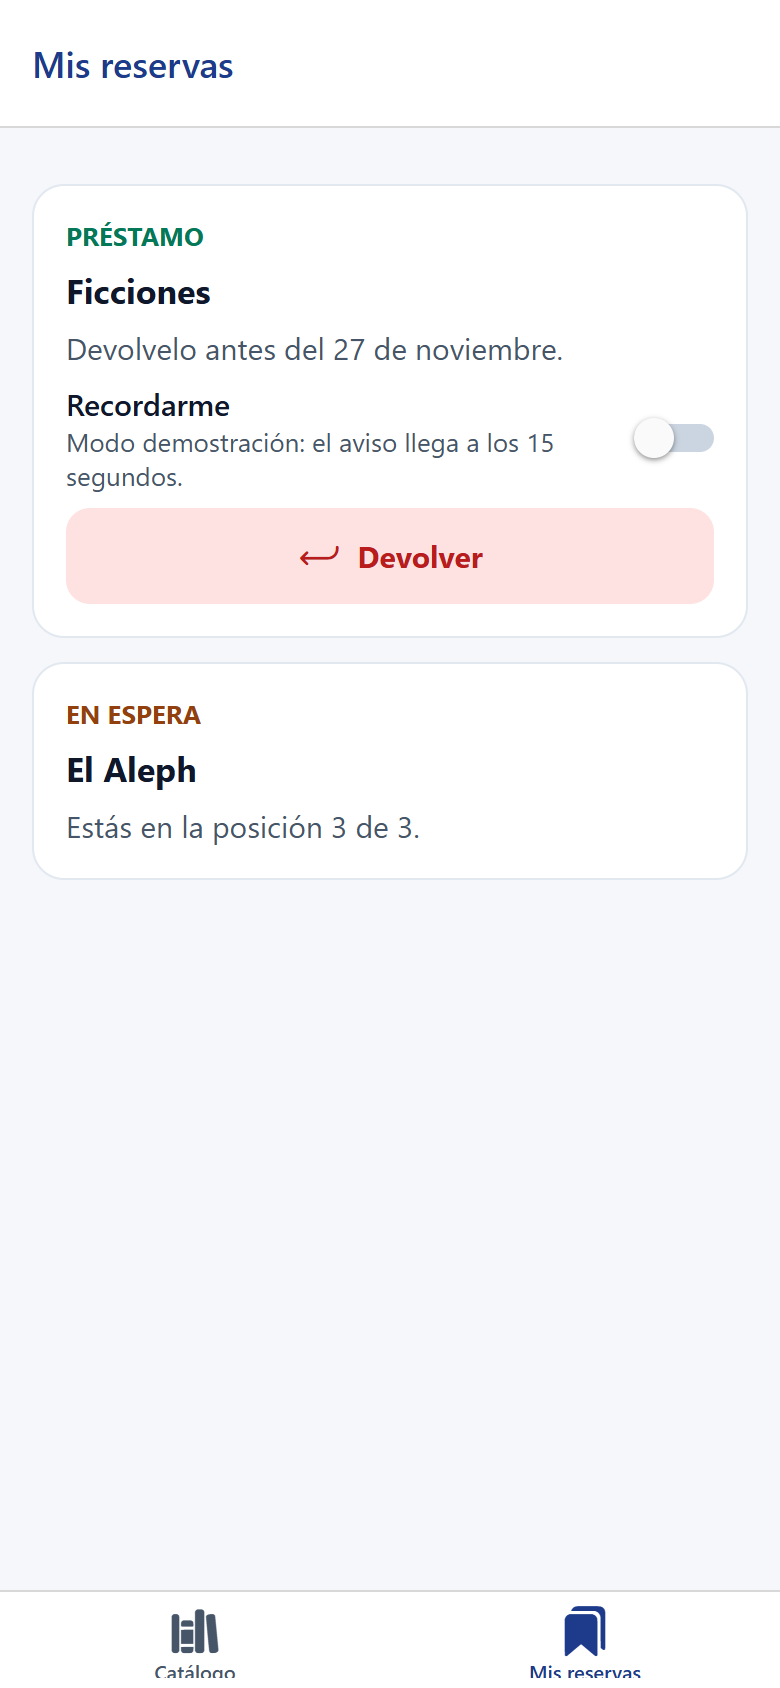 Mis reservas
PRÉSTAMO
Ficciones
Devolvelo antes del 27 de noviembre.
Recordarme
Modo demostración: el aviso llega a los 15
segundos.
Devolver
EN ESPERA
El Aleph
Estás en la posición 3 de 3.
Catálogo
Mis reservas